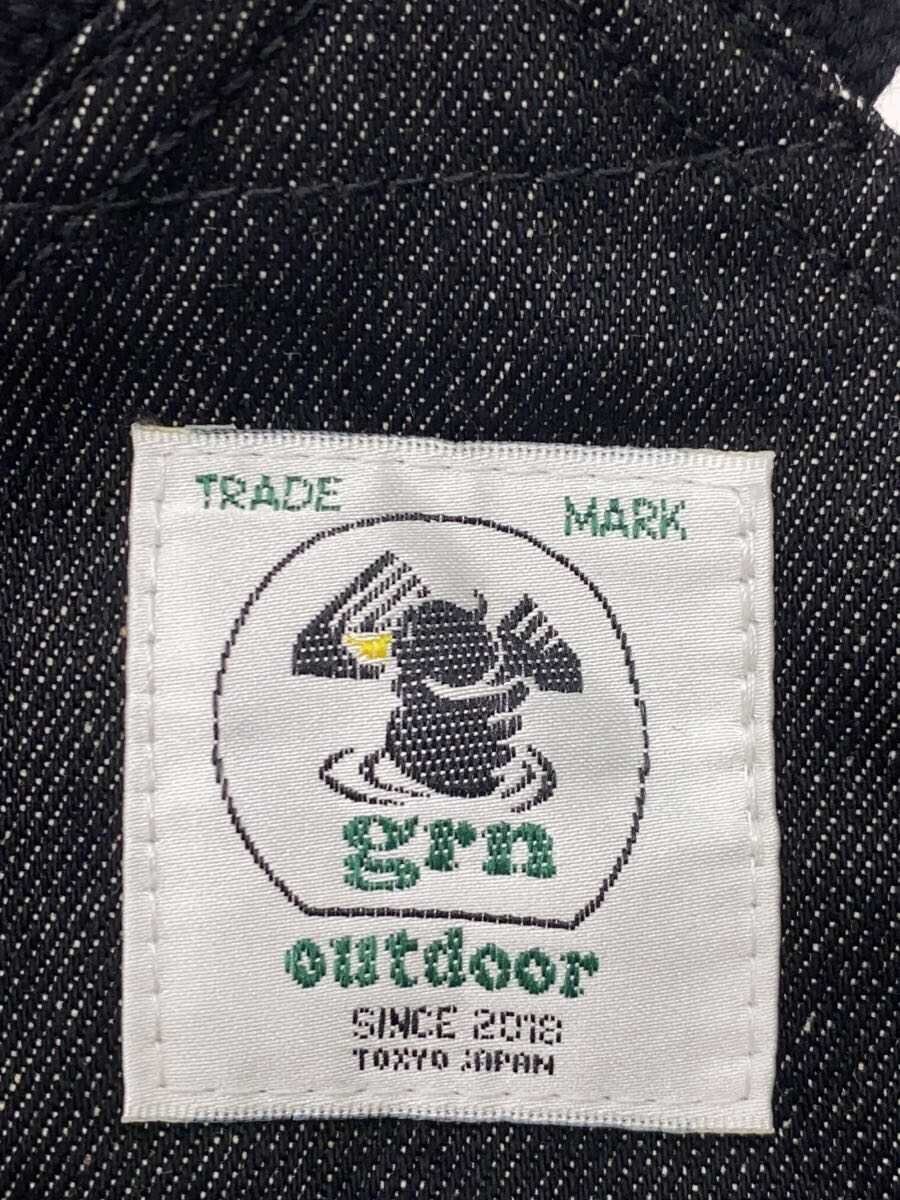 TRADE MARK
grn
outdoor
SINCE 2018
TOKYO JAPAN